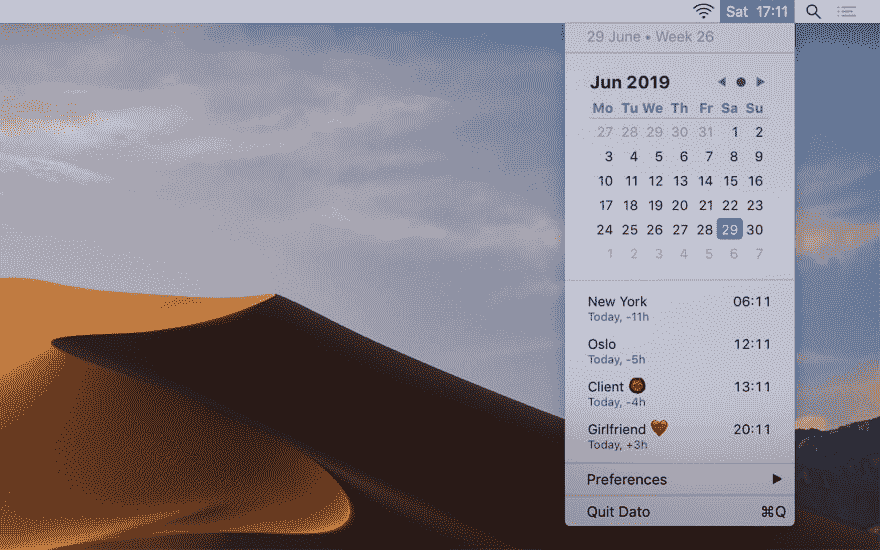 Sat 17:11
29 June • Week 26
Jun 2019
Mo Tu We Th Fr Sa Su
27 28 29 30 31 1 2
3 4 5 6 7 8 9
10 11 12 13 14 15 16
17 18 19 20 21 22 23
24 25 26 27 28 29 30
1 2 3 4 5 6 7
New York 06:11
Today, -11h
Oslo 12:11
Today, -5h
Client 13:11
Today, -4h
Girlfriend 20:11
Today, +3h
Preferences ▶
Quit Dato ⌘Q